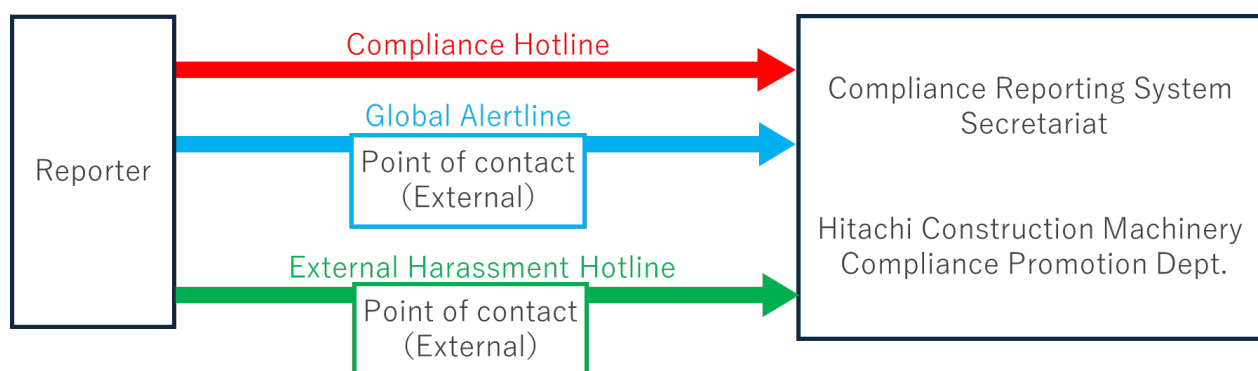 Reporter
Compliance Hotline
Global Alertline
Point of contact
（External）
External Harassment Hotline
Point of contact
（External）
Compliance Reporting System
Secretariat
Hitachi Construction Machinery
Compliance Promotion Dept.